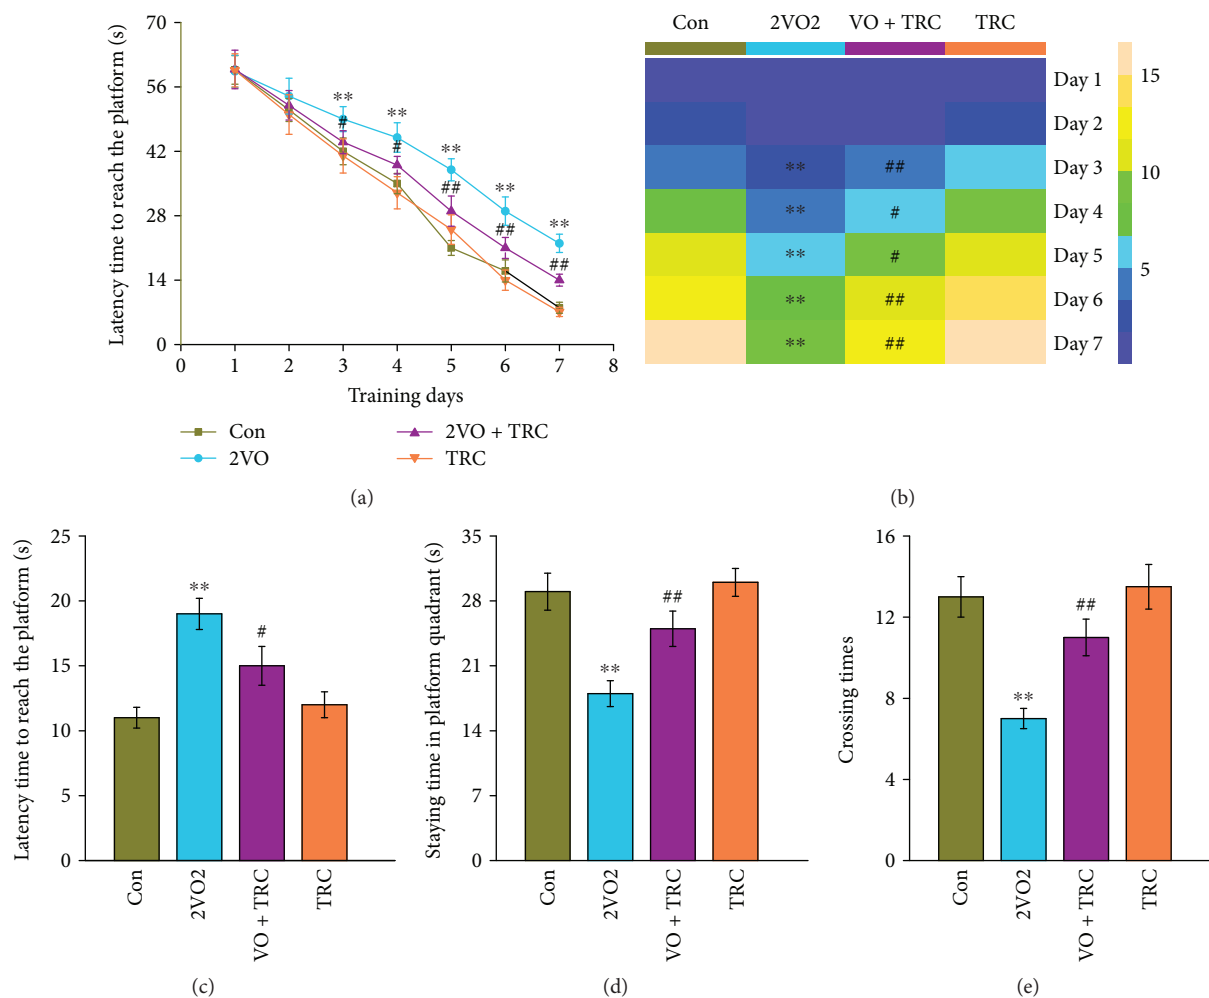 Latency time to reach the platform (s)
70
56
42
28
14
0
** ** ** ** **
# # ## ## ##
0 1 2 3 4 5 6 7 8
Training days
Con
2VO
2VO + TRC
TRC
(a)
Con 2VO2 VO + TRC TRC
Day 1
Day 2
** ## Day 3
** # Day 4
** # Day 5
** ## Day 6
** ## Day 7
15
10
5
(b)
Latency time to reach the platform (s)
25
20
15
10
5
0
**
#
Con
2VO2
VO + TRC
TRC
(c)
Staying time in platform quadrant (s)
35
28
21
14
7
0
**
##
Con
2VO2
VO + TRC
TRC
(d)
Crossing times
16
12
8
4
0
**
##
Con
2VO2
VO + TRC
TRC
(e)